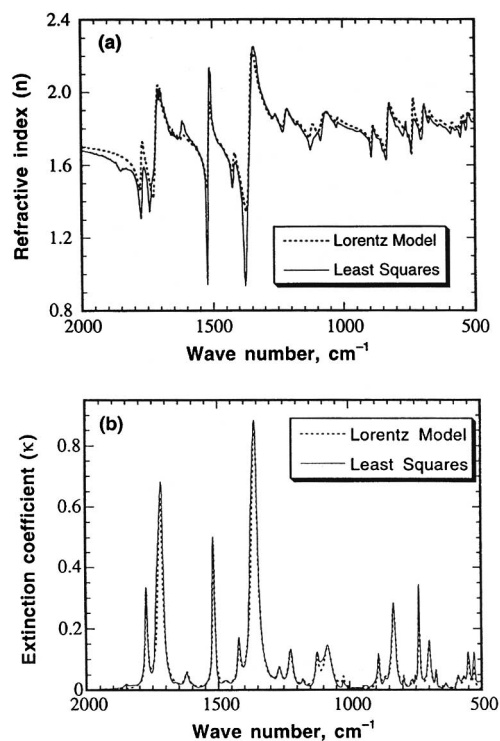 (a)
Refractive index (n)
2.4
2.0
1.6
1.2
0.8
Lorentz Model
Least Squares
2000
1500
1000
500
Wave number, cm⁻¹
(b)
Extinction coefficient (κ)
0.8
0.6
0.4
0.2
0
Lorentz Model
Least Squares
2000
1500
1000
500
Wave number, cm⁻¹